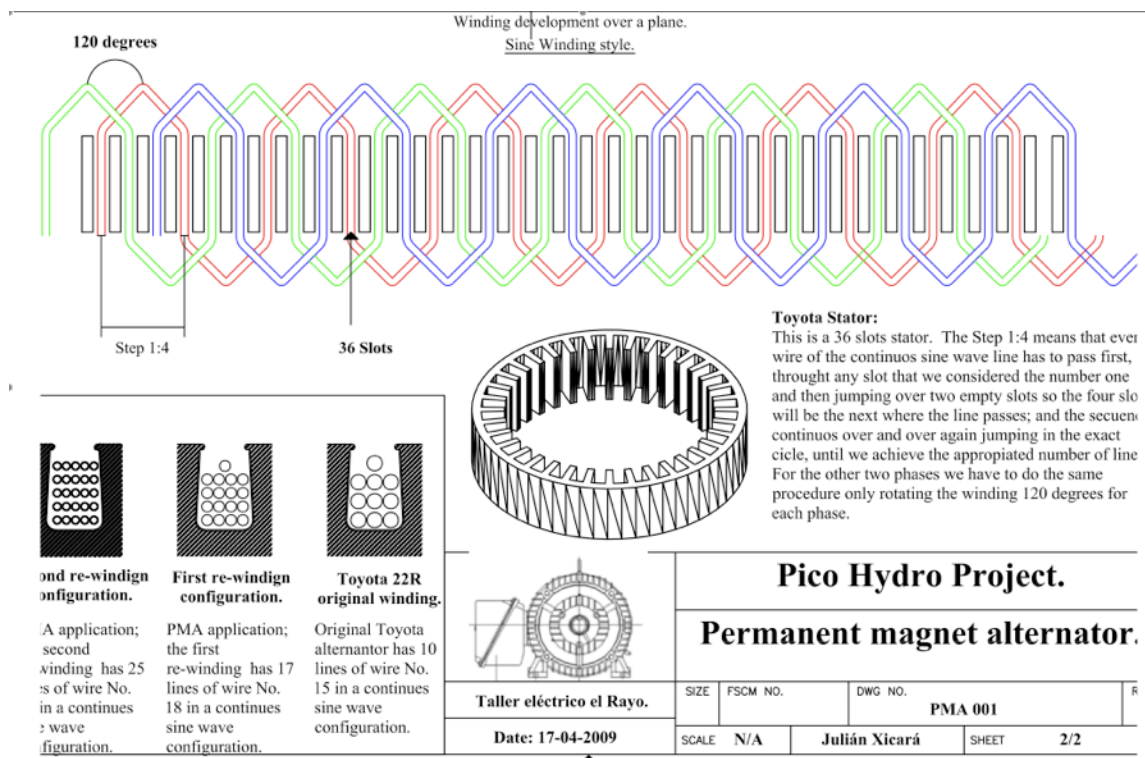 Winding development over a plane.
Sine Winding style.
120 degrees
Step 1:4
36 Slots
Toyota Stator:
This is a 36 slots stator. The Step 1:4 means that ever
wire of the continuos sine wave line has to pass first,
throught any slot that we considered the number one
and then jumping over two empty slots so the four slo
will be the next where the line passes; and the secuen
continuos over and over again jumping in the exact
cicle, until we achieve the appropiated number of line
For the other two phases we have to do the same
procedure only rotating the winding 120 degrees for
each phase.
ond re-windign
onfiguration.
A application;
second
winding has 25
es of wire No.
in a continues
e wave
figuration.
First re-windign
configuration.
PMA application;
the first
re-winding has 17
lines of wire No.
18 in a continues
sine wave
configuration.
Toyota 22R
original winding.
Original Toyota
alternantor has 10
lines of wire No.
15 in a continues
sine wave
configuration.
Taller eléctrico el Rayo.
Date: 17-04-2009
Pico Hydro Project.
Permanent magnet alternator.
SIZE
FSCM NO.
DWG NO.
PMA 001
R
SCALE N/A
Julián Xicará
SHEET 2/2